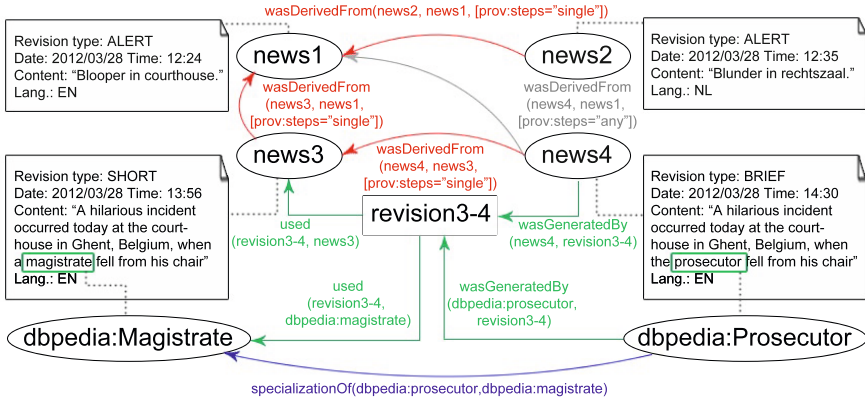 wasDerivedFrom(news2, news1, [prov:steps="single"])
Revision type: ALERT
Date: 2012/03/28 Time: 12:24
Content: “Blooper in courthouse.”
Lang.: EN
news1
news2
Revision type: ALERT
Date: 2012/03/28 Time: 12:35
Content: “Blunder in rechtszaal.”
Lang.: NL
wasDerivedFrom
(news3, news1,
[prov:steps="single"])
wasDerivedFrom
(news4, news1,
[prov:steps="any"])
Revision type: SHORT
Date: 2012/03/28 Time: 13:56
Content: “A hilarious incident
occurred today at the court-
house in Ghent, Belgium, when
a magistrate fell from his chair”
Lang.: EN
news3
wasDerivedFrom
(news4, news3,
[prov:steps="single"])
news4
Revision type: BRIEF
Date: 2012/03/28 Time: 14:30
Content: “A hilarious incident
occurred today at the court-
house in Ghent, Belgium, when
the prosecutor fell from his chair”
Lang.: EN
revision3-4
used
(revision3-4, news3)
wasGeneratedBy
(news4, revision3-4)
used
(revision3-4,
dbpedia:magistrate)
wasGeneratedBy
(dbpedia:prosecutor,
revision3-4)
dbpedia:Magistrate
dbpedia:Prosecutor
specializationOf(dbpedia:prosecutor,dbpedia:magistrate)